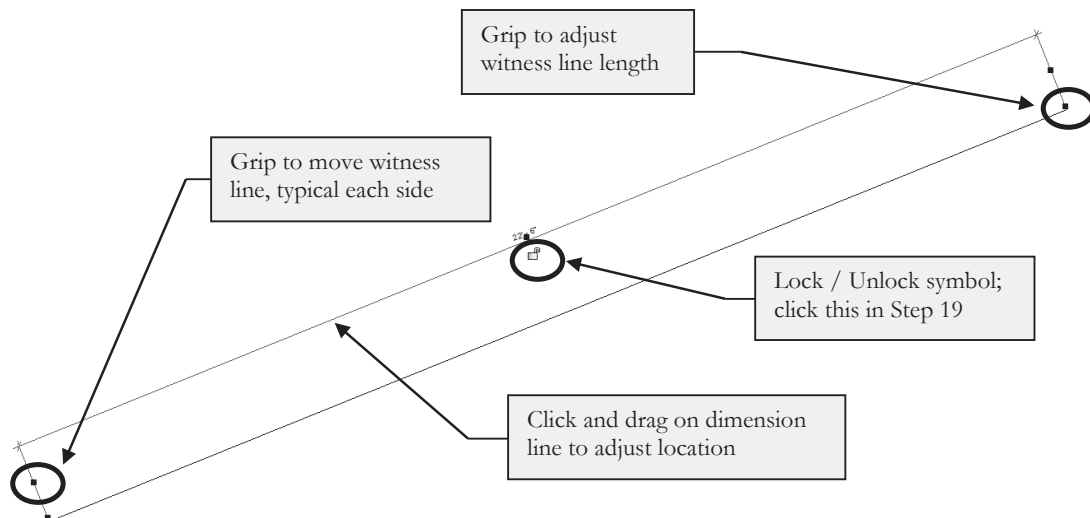 Grip to adjust
witness line length
Grip to move witness
line, typical each side
Lock / Unlock symbol;
click this in Step 19
Click and drag on dimension
line to adjust location